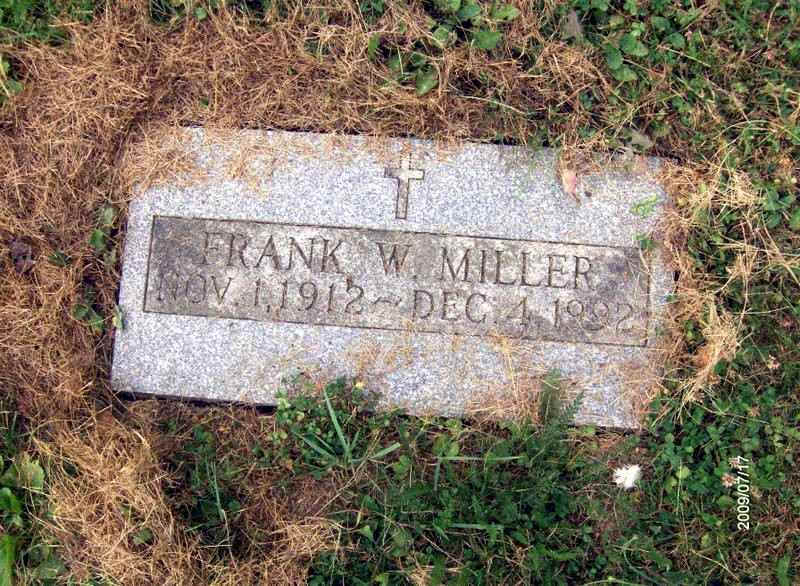 FRANK W. MILLER
NOV. 1, 1912 ~ DEC. 4, 1992
2009/07/17